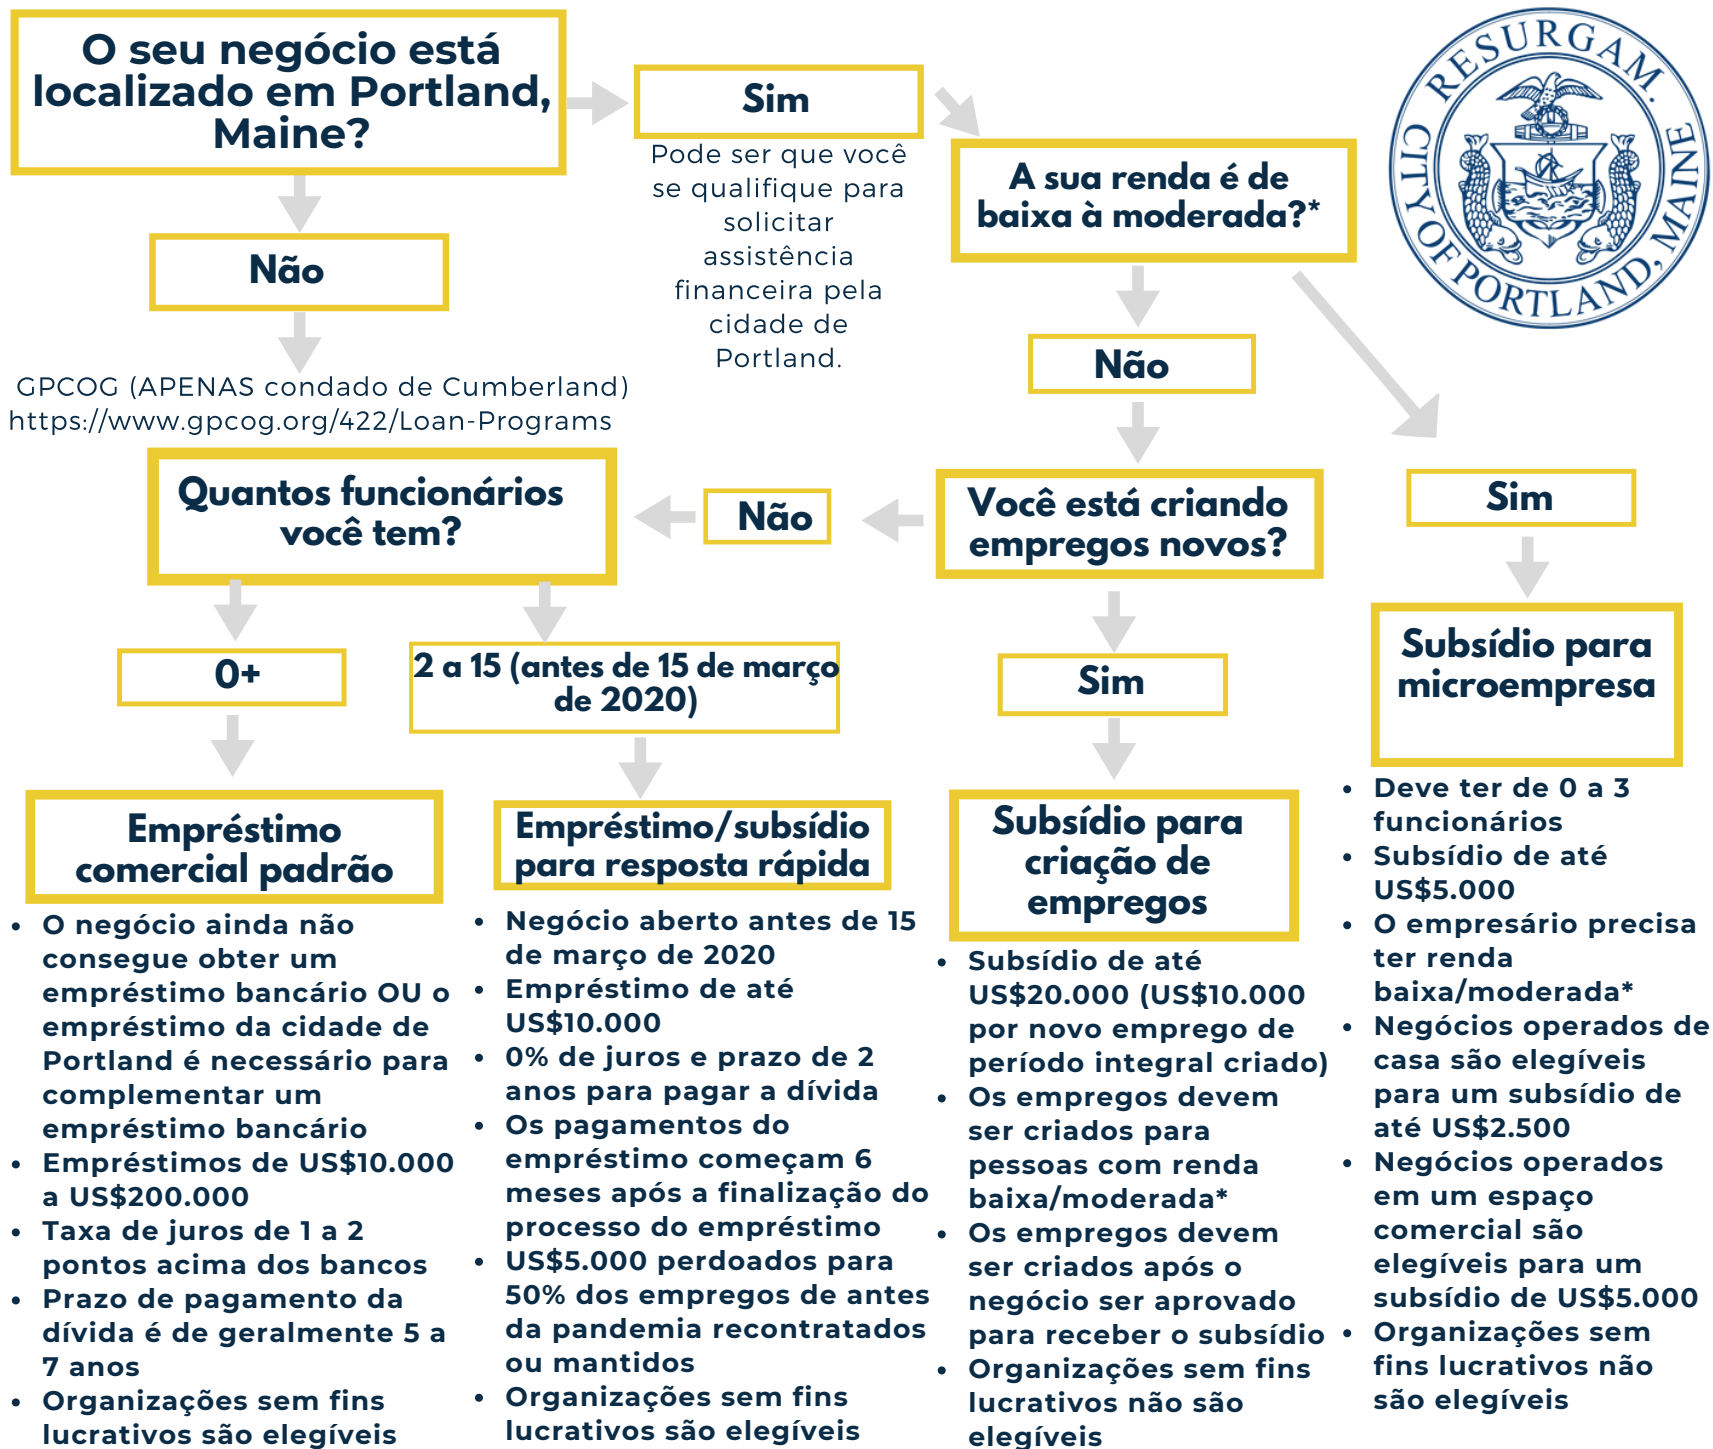 O seu negócio está
localizado em Portland,
Maine?
Sim
Pode ser que você
se qualifique para
solicitar
assistência
financeira pela
cidade de
Portland.
A sua renda é de
baixa à moderada?*
RESURGAM.
CITY OF PORTLAND, MAINE
Não
GPCOG (APENAS condado de Cumberland)
https://www.gpcog.org/422/Loan-Programs
Não
Sim
Você está criando
empregos novos?
Não
Quantos funcionários
você tem?
0+
2 a 15 (antes de 15 de março
de 2020)
Sim
Empréstimo
comercial padrão
• O negócio ainda não
consegue obter um
empréstimo bancário OU o
empréstimo da cidade de
Portland é necessário para
complementar um
empréstimo bancário
• Empréstimos de US$10.000
a US$200.000
• Taxa de juros de 1 a 2
pontos acima dos bancos
• Prazo de pagamento da
dívida é de geralmente 5 a
7 anos
• Organizações sem fins
lucrativos são elegíveis
Empréstimo/subsídio
para resposta rápida
• Negócio aberto antes de 15
de março de 2020
• Empréstimo de até
US$10.000
• 0% de juros e prazo de 2
anos para pagar a dívida
• Os pagamentos do
empréstimo começam 6
meses após a finalização do
processo do empréstimo
• US$5.000 perdoados para
50% dos empregos de antes
da pandemia recontratados
ou mantidos
• Organizações sem fins
lucrativos são elegíveis
Subsídio para
criação de
empregos
• Subsídio de até
US$20.000 (US$10.000
por novo emprego de
período integral criado)
• Os empregos devem
ser criados para
pessoas com renda
baixa/moderada*
• Os empregos devem
ser criados após o
negócio ser aprovado
para receber o subsídio
• Organizações sem fins
lucrativos não são
elegíveis
Subsídio para
microempresa
• Deve ter de 0 a 3
funcionários
• Subsídio de até
US$5.000
• O empresário precisa
ter renda
baixa/moderada*
• Negócios operados de
casa são elegíveis
para um subsídio de
até US$2.500
• Negócios operados
em um espaço
comercial são
elegíveis para um
subsídio de US$5.000
• Organizações sem
fins lucrativos não
são elegíveis